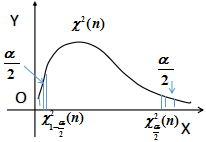 Y
χ²(n)
α/2
α/2
O
χ²_{1-α/2}(n)
χ²_{α/2}(n)
X